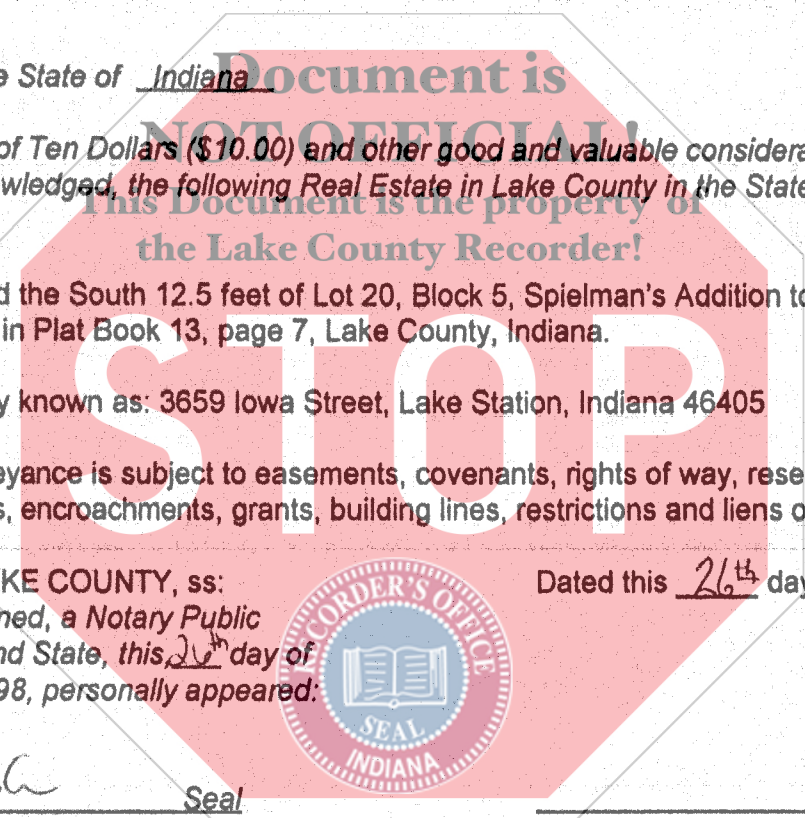 e State of Indiana
Document is
NOT OFFICIAL!
of Ten Dollars ($10.00) and other good and valuable considera
wledged, the following Real Estate in Lake County in the State
This Document is the property of
the Lake County Recorder!
d the South 12.5 feet of Lot 20, Block 5, Spielman's Addition to
in Plat Book 13, page 7, Lake County, Indiana.
y known as: 3659 Iowa Street, Lake Station, Indiana 46405
STOP
eyance is subject to easements, covenants, rights of way, rese
s, encroachments, grants, building lines, restrictions and liens o
KE COUNTY, ss:
Dated this 26th day
ned, a Notary Public
nd State, this 26th day of
98, personally appeared:
RECORDER'S OFFICE
SEAL
INDIANA
Seal